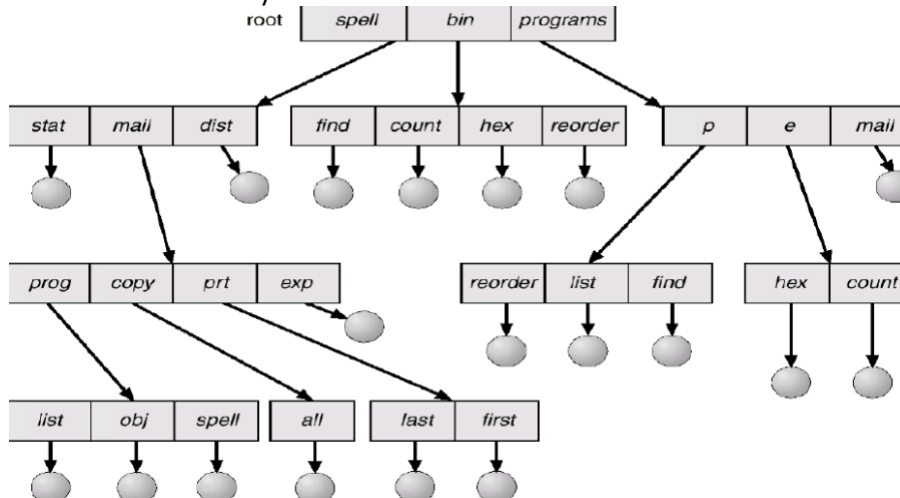 root spell bin programs
stat mail dist find count hex reorder p e mail
prog copy prt exp reorder list find hex count
list obj spell all last first